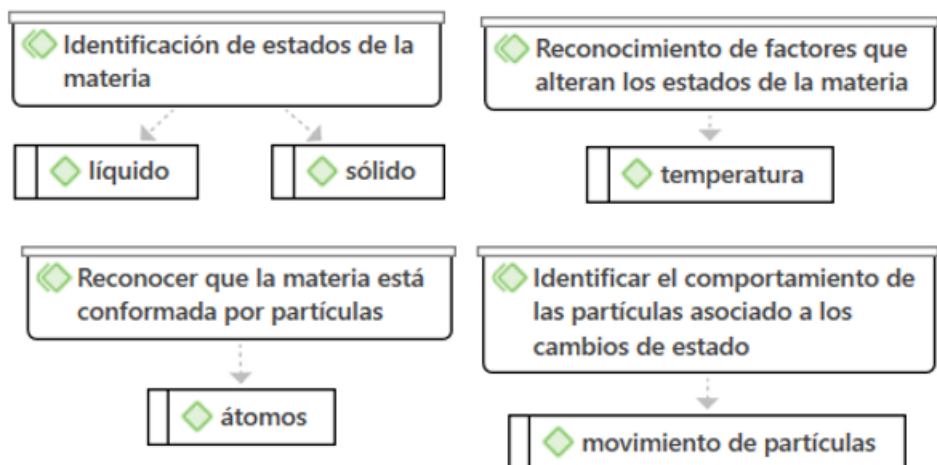 Identificación de estados de la
materia
líquido
sólido
Reconocimiento de factores que
alteran los estados de la materia
temperatura
Reconocer que la materia está
conformada por partículas
átomos
Identificar el comportamiento de
las partículas asociado a los
cambios de estado
movimiento de partículas